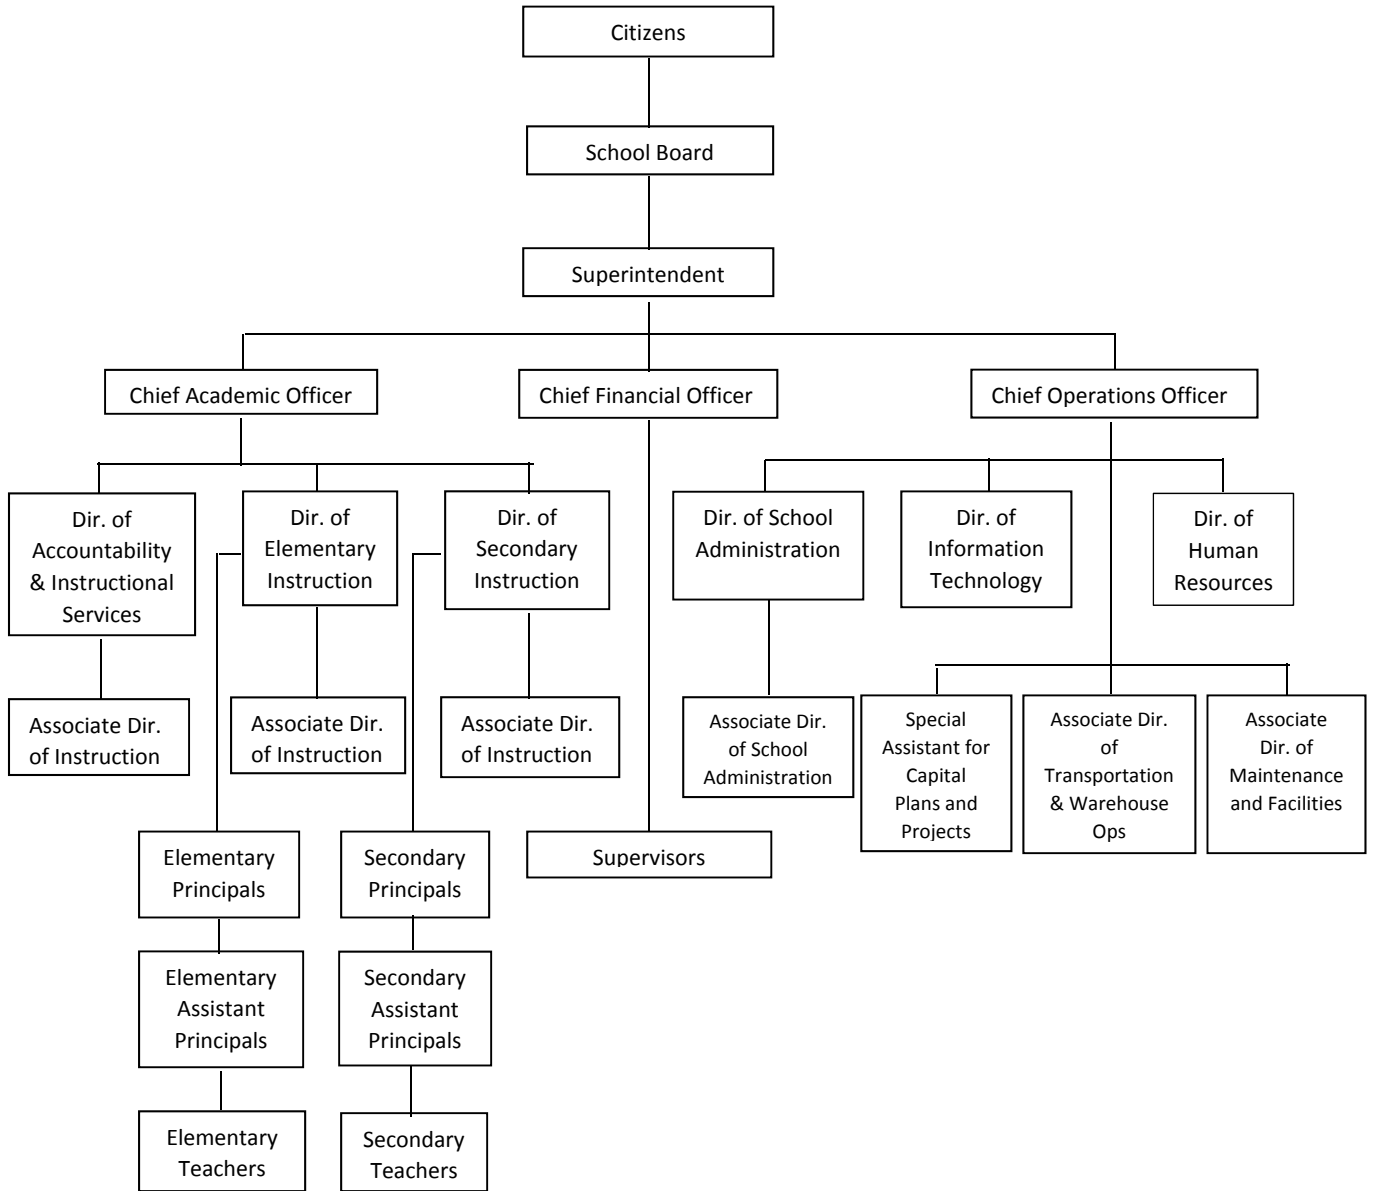 Citizens
School Board
Superintendent
Chief Academic Officer
Chief Financial Officer
Chief Operations Officer
Dir. of
Accountability
& Instructional
Services
Dir. of
Elementary
Instruction
Dir. of
Secondary
Instruction
Dir. of School
Administration
Dir. of
Information
Technology
Dir. of
Human
Resources
Associate Dir.
of Instruction
Associate Dir.
of Instruction
Associate Dir.
of Instruction
Associate Dir.
of School
Administration
Special
Assistant for
Capital
Plans and
Projects
Associate Dir.
of
Transportation
& Warehouse
Ops
Associate
Dir. of
Maintenance
and Facilities
Elementary
Principals
Secondary
Principals
Supervisors
Elementary
Assistant
Principals
Secondary
Assistant
Principals
Elementary
Teachers
Secondary
Teachers